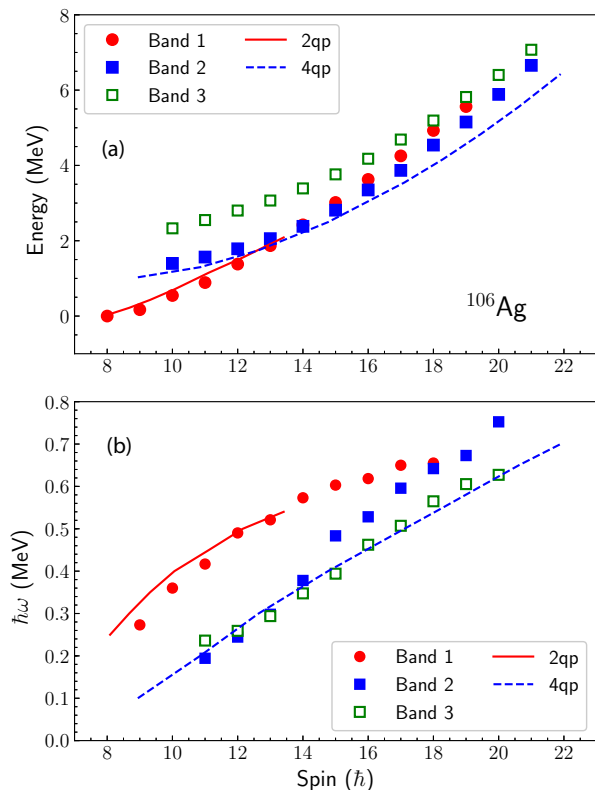 8
6
4
2
0
Energy (MeV)
Band 1
Band 2
Band 3
2qp
4qp
(a)
¹⁰⁶Ag
8 10 12 14 16 18 20 22
0.8
0.7
0.6
0.5
0.4
0.3
0.2
0.1
0.0
ℏω (MeV)
(b)
Band 1
Band 2
Band 3
2qp
4qp
8 10 12 14 16 18 20 22
Spin (ℏ)